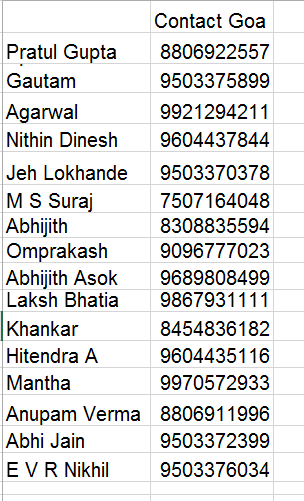 Contact Goa
Pratul Gupta 8806922557
Gautam 9503375899
Agarwal 9921294211
Nithin Dinesh 9604437844
Jeh Lokhande 9503370378
M S Suraj 7507164048
Abhijith 8308835594
Omprakash 9096777023
Abhijith Asok 9689808499
Laksh Bhatia 9867931111
Khankar 8454836182
Hitendra A 9604435116
Mantha 9970572933
Anupam Verma 8806911996
Abhi Jain 9503372399
E V R Nikhil 9503376034